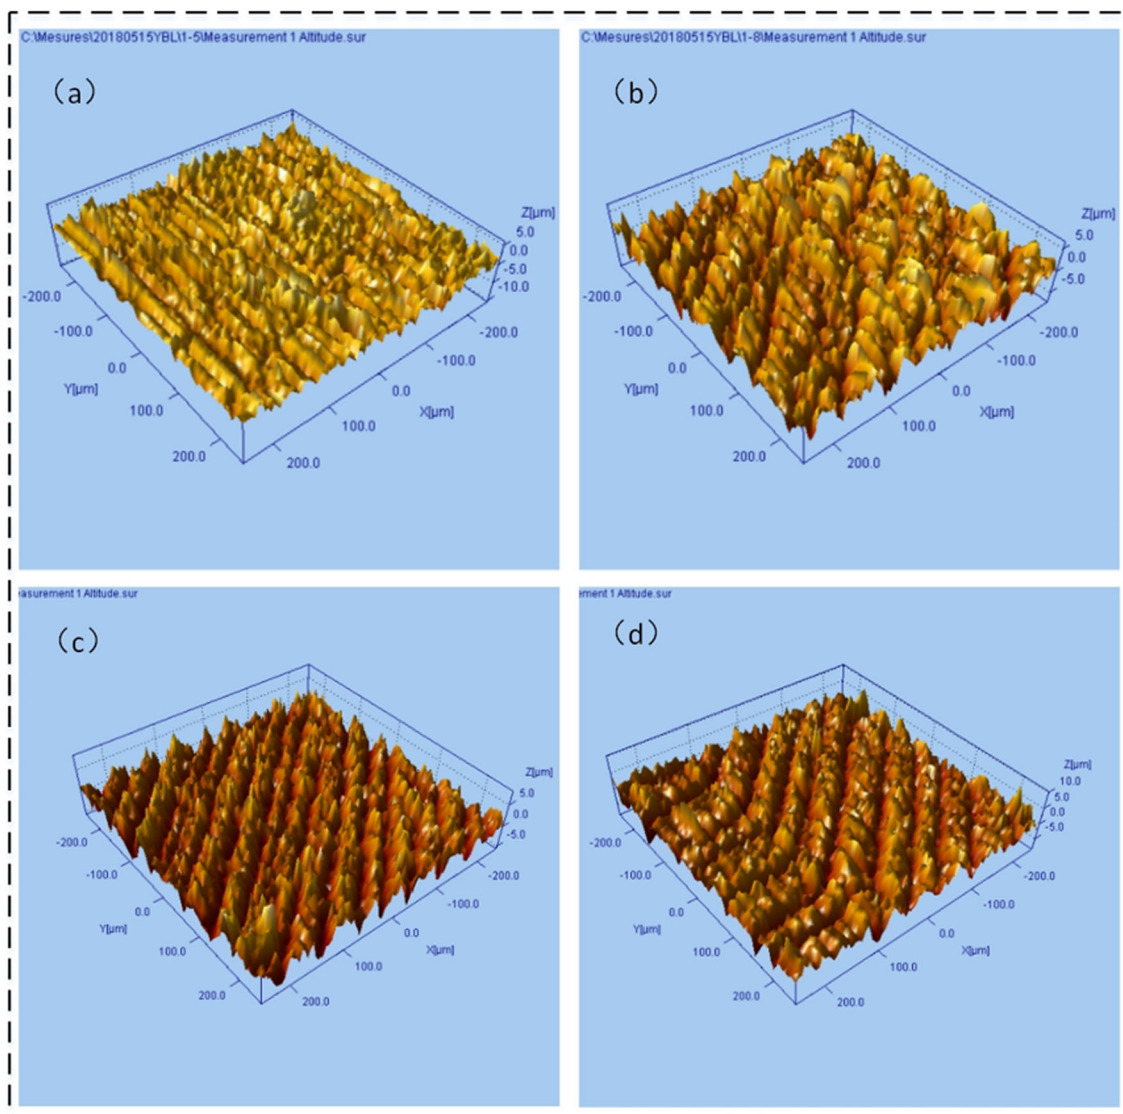 C:\Mesures\20180515YBL\1-5\Measurement 1 Altitude.sur
(a)
Z[µm]
5.0
0.0
-5.0
-10.0
-200.0
-100.0
0.0
100.0
200.0
Y[µm]
-200.0
-100.0
0.0
100.0
200.0
X[µm]
C:\Mesures\20180515YBL\1-8\Measurement 1 Altitude.sur
(b)
Z[µm]
5.0
0.0
-5.0
-200.0
-100.0
0.0
100.0
200.0
Y[µm]
-200.0
-100.0
0.0
100.0
200.0
X[µm]
easurement 1 Altitude.sur
(c)
Z[µm]
5.0
0.0
-5.0
-200.0
-100.0
0.0
100.0
200.0
Y[µm]
-200.0
-100.0
0.0
100.0
200.0
X[µm]
ement 1 Altitude.sur
(d)
Z[µm]
10.0
5.0
0.0
-5.0
-200.0
-100.0
0.0
100.0
200.0
Y[µm]
-200.0
-100.0
0.0
100.0
200.0
X[µm]